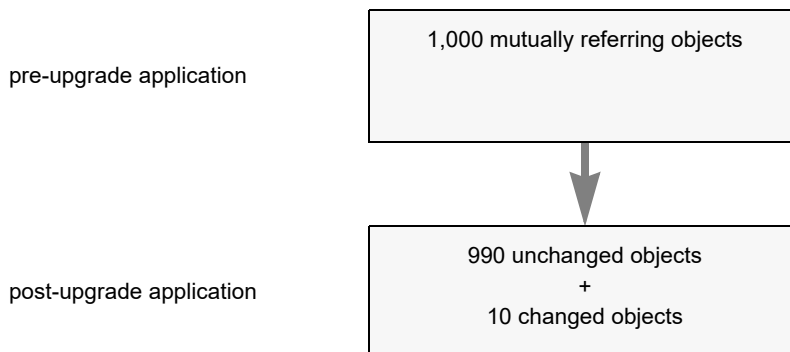 1,000 mutually referring objects
pre-upgrade application
990 unchanged objects
+
post-upgrade application
10 changed objects